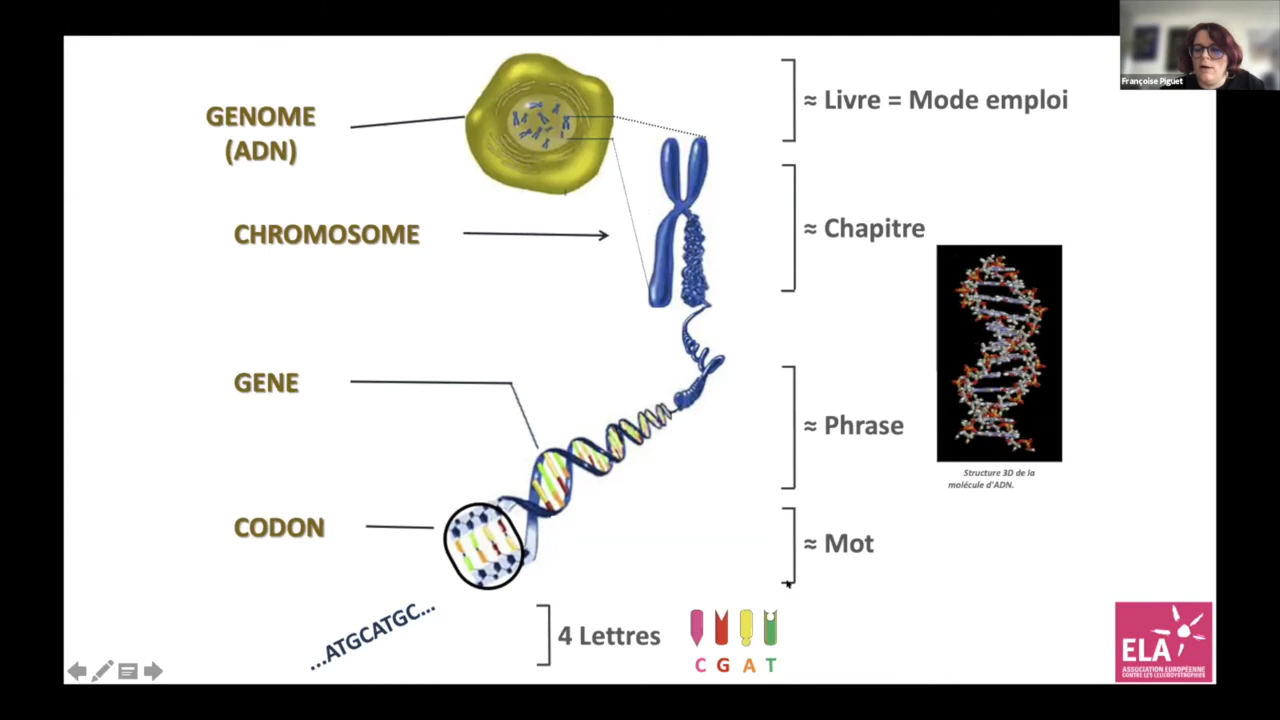 Françoise Piguet
GENOME
(ADN)
≈ Livre = Mode emploi
CHROMOSOME
≈ Chapitre
GENE
≈ Phrase
Structure 3D de la
molécule d'ADN.
CODON
≈ Mot
...ATGCATGC...
4 Lettres
C G A T
ELA
ASSOCIATION EUROPÉENNE
CONTRE LES LEUCODYSTROPHIES